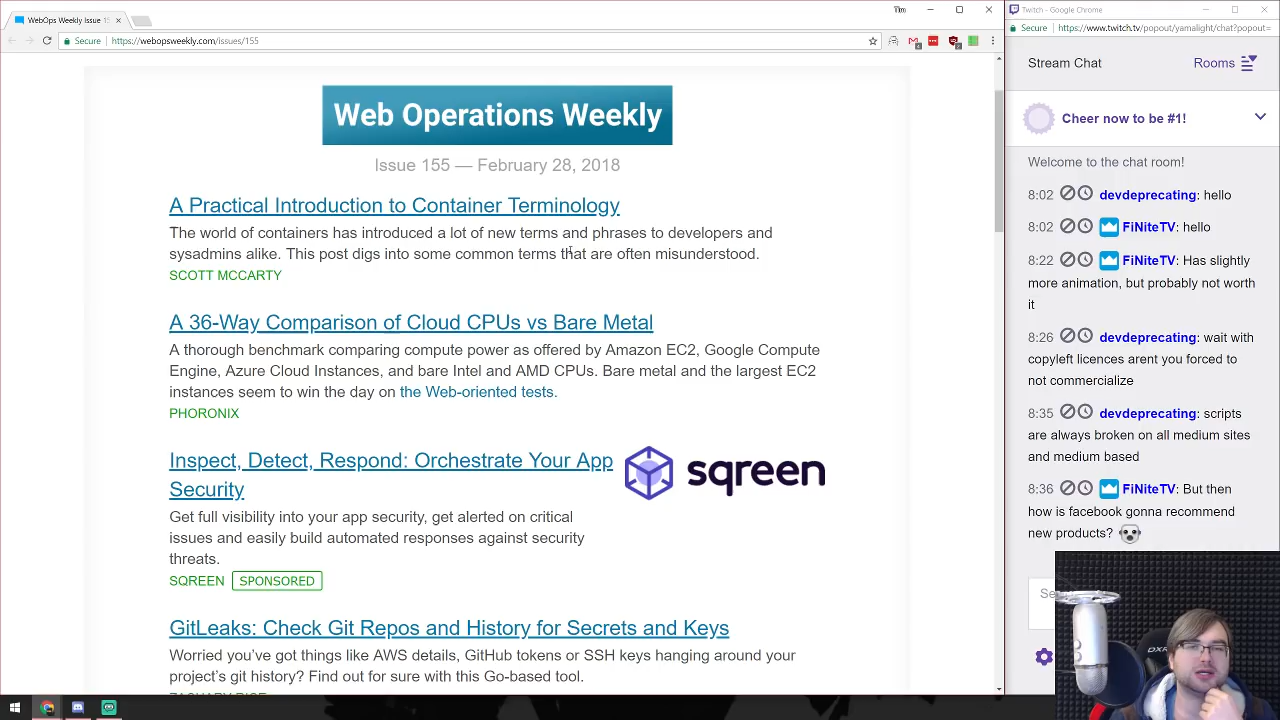 WebOps Weekly Issue 15
Tim
Secure
https://webopsweekly.com/issues/155
Web Operations Weekly
Issue 155 — February 28, 2018
A Practical Introduction to Container Terminology
The world of containers has introduced a lot of new terms and phrases to developers and
sysadmins alike. This post digs into some common terms that are often misunderstood.
SCOTT MCCARTY
A 36-Way Comparison of Cloud CPUs vs Bare Metal
A thorough benchmark comparing compute power as offered by Amazon EC2, Google Compute
Engine, Azure Cloud Instances, and bare Intel and AMD CPUs. Bare metal and the largest EC2
instances seem to win the day on the Web-oriented tests.
PHORONIX
Inspect, Detect, Respond: Orchestrate Your App
Security
sqreen
Get full visibility into your app security, get alerted on critical
issues and easily build automated responses against security
threats.
SQREEN SPONSORED
GitLeaks: Check Git Repos and History for Secrets and Keys
Worried you've got things like AWS details, GitHub tokens or SSH keys hanging around your
project's git history? Find out for sure with this Go-based tool.
ZACHARY RICE
Twitch - Google Chrome
Secure
https://www.twitch.tv/popout/yamalight/chat?popout=
Stream Chat
Rooms
Cheer now to be #1!
Welcome to the chat room!
8:02 devdeprecating: hello
8:02 FiNiteTV: hello
8:22 FiNiteTV: Has slightly
more animation, but probably not worth
it
8:26 devdeprecating: wait with
copyleft licences arent you forced to
not commercialize
8:35 devdeprecating: scripts
are always broken on all medium sites
and medium based
8:36 FiNiteTV: But then
how is facebook gonna recommend
new products?
Se
DXR